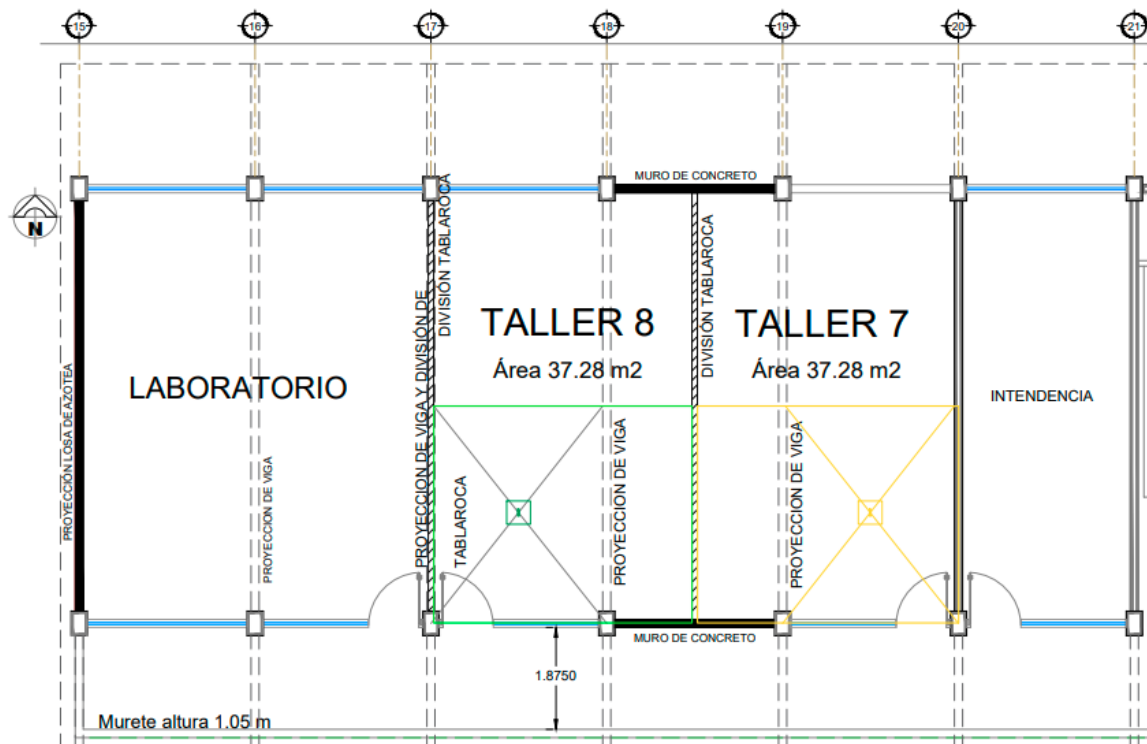 15 16 17 18 19 20 21
MURO DE CONCRETO
N
DIVISIÓN TABLAROCA
DIVISIÓN TABLAROCA
TALLER 8
TALLER 7
Área 37.28 m2
Área 37.28 m2
LABORATORIO
INTENDENCIA
PROYECCIÓN LOSA DE AZOTEA
PROYECCION DE VIGA
PROYECCION DE VIGA Y DIVISIÓN DE
TABLAROCA
PROYECCION DE VIGA
PROYECCION DE VIGA
MURO DE CONCRETO
1.8750
Murete altura 1.05 m